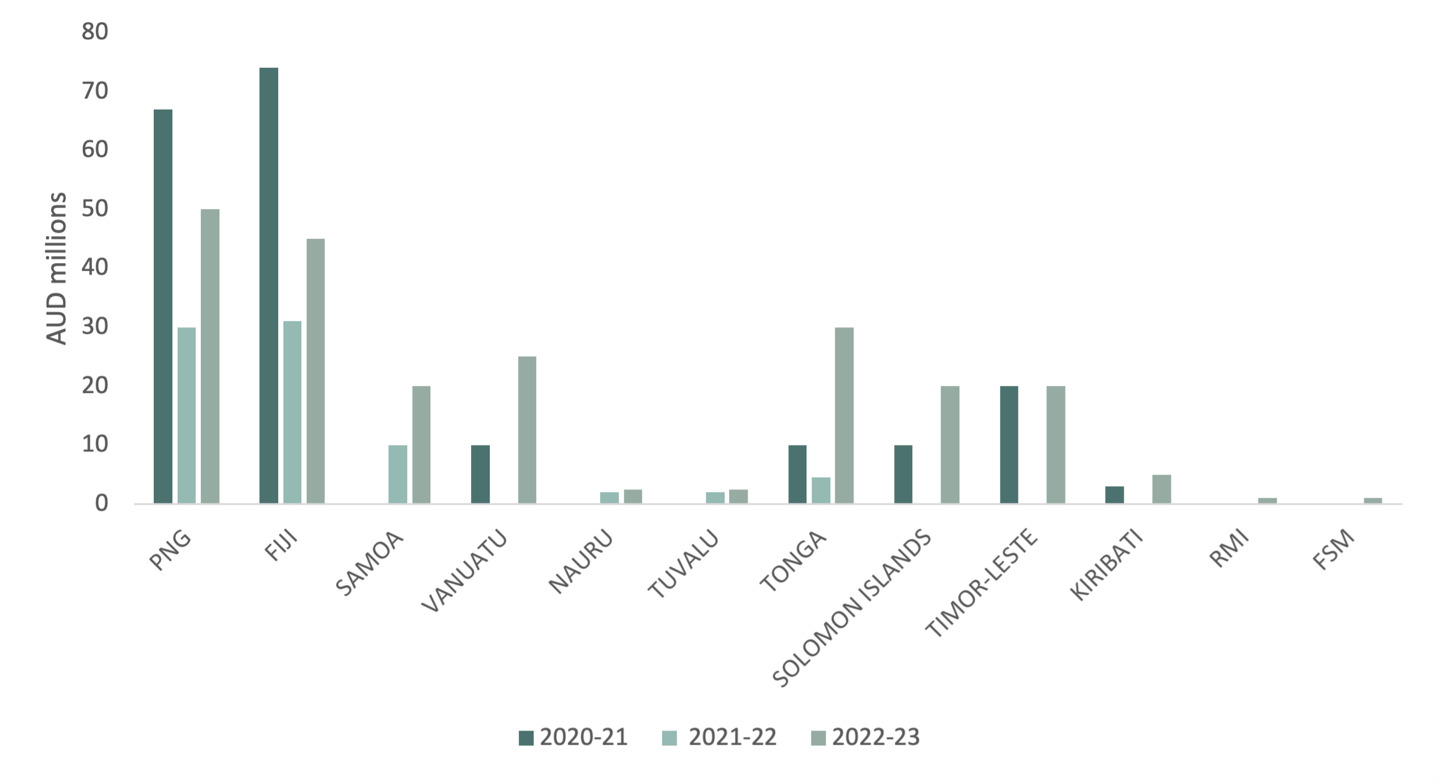 80
70
60
50
40
30
20
10
0
AUD millions
PNG
FIJI
SAMOA
VANUATU
NAURU
TUVALU
TONGA
SOLOMON ISLANDS
TIMOR-LESTE
KIRIBATI
RMI
FSM
2020-21 2021-22 2022-23